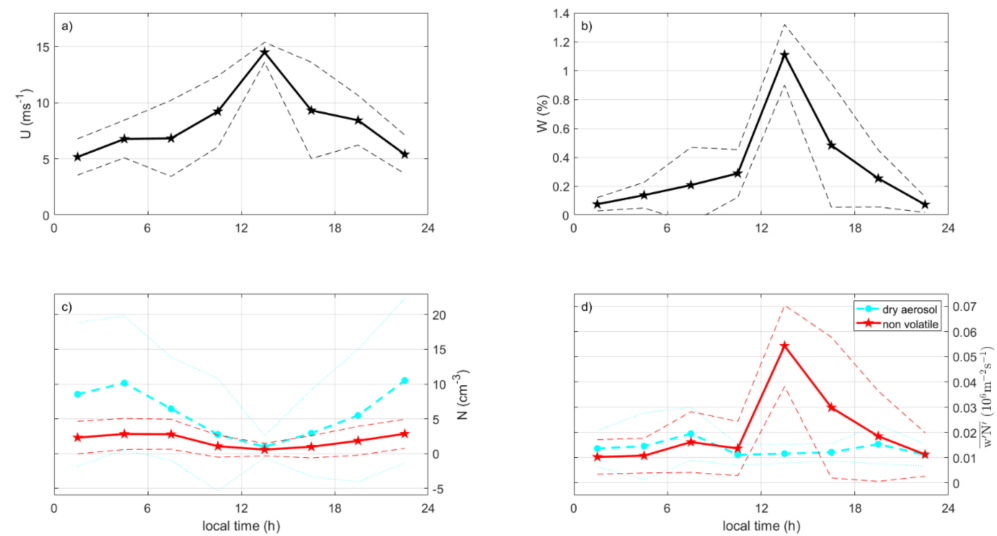 a)
U (ms⁻¹)
15
10
5
0
0 6 12 18 24
b)
W (%)
1.4
1.2
1
0.8
0.6
0.4
0.2
0
0 6 12 18 24
c)
N (cm⁻³)
20
15
10
5
0
-5
0 6 12 18 24
local time (h)
d)
dry aerosol
non volatile
w'N' (10⁶m⁻²s⁻¹)
0.07
0.06
0.05
0.04
0.03
0.02
0.01
0
0 6 12 18 24
local time (h)